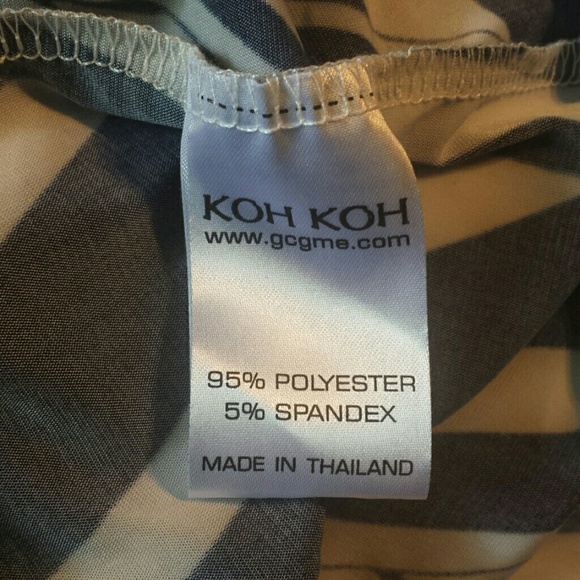 KOH KOH
www.gcgme.com
95% POLYESTER
5% SPANDEX
MADE IN THAILAND